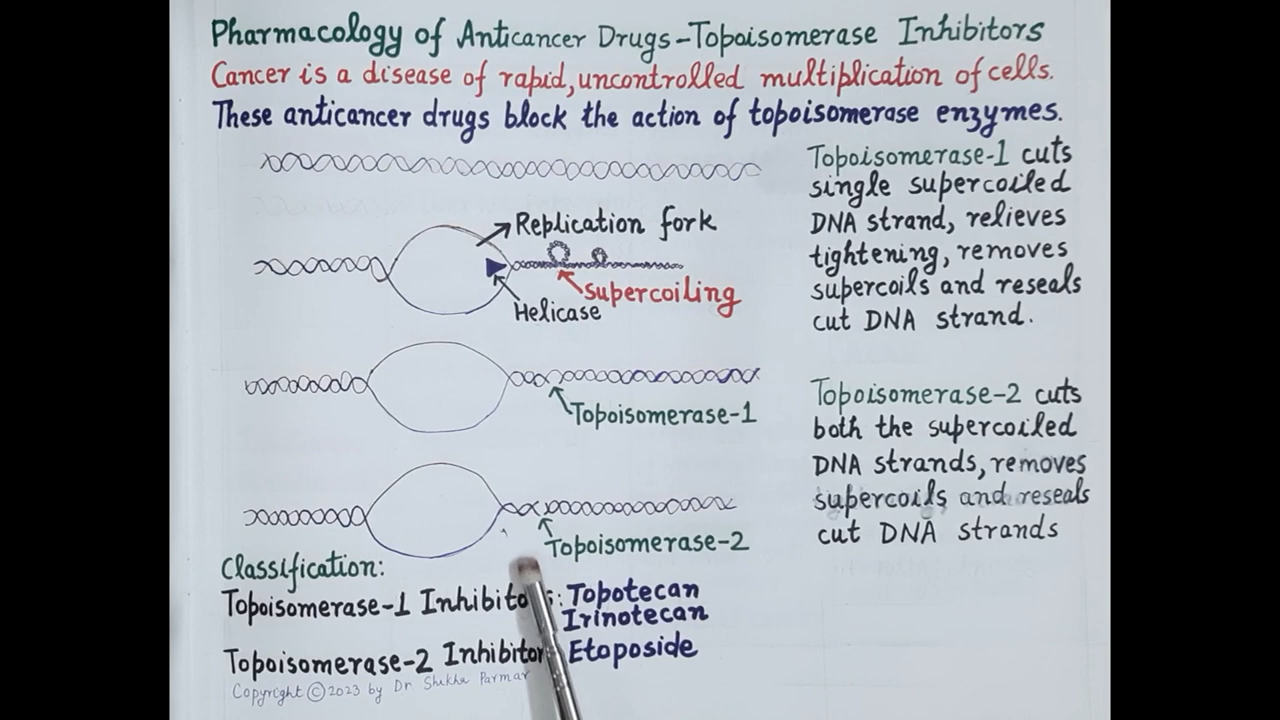 Pharmacology of Anticancer Drugs-Topoisomerase Inhibitors
Cancer is a disease of rapid, uncontrolled multiplication of cells.
These anticancer drugs block the action of topoisomerase enzymes.
Replication fork
Supercoiling
Helicase
Topoisomerase-1
Topoisomerase-2
Topoisomerase-1 cuts
single supercoiled
DNA strand, relieves
tightening, removes
supercoils and reseals
cut DNA strand.
Topoisomerase-2 cuts
both the supercoiled
DNA strands, removes
supercoils, and reseals
cut DNA strands
Classification:
Topoisomerase-1 Inhibito s: Topotecan
Irinotecan
Topoisomerase-2 Inhibitor Etoposide
Copyright ©2023 by Dr Shikha Parmar